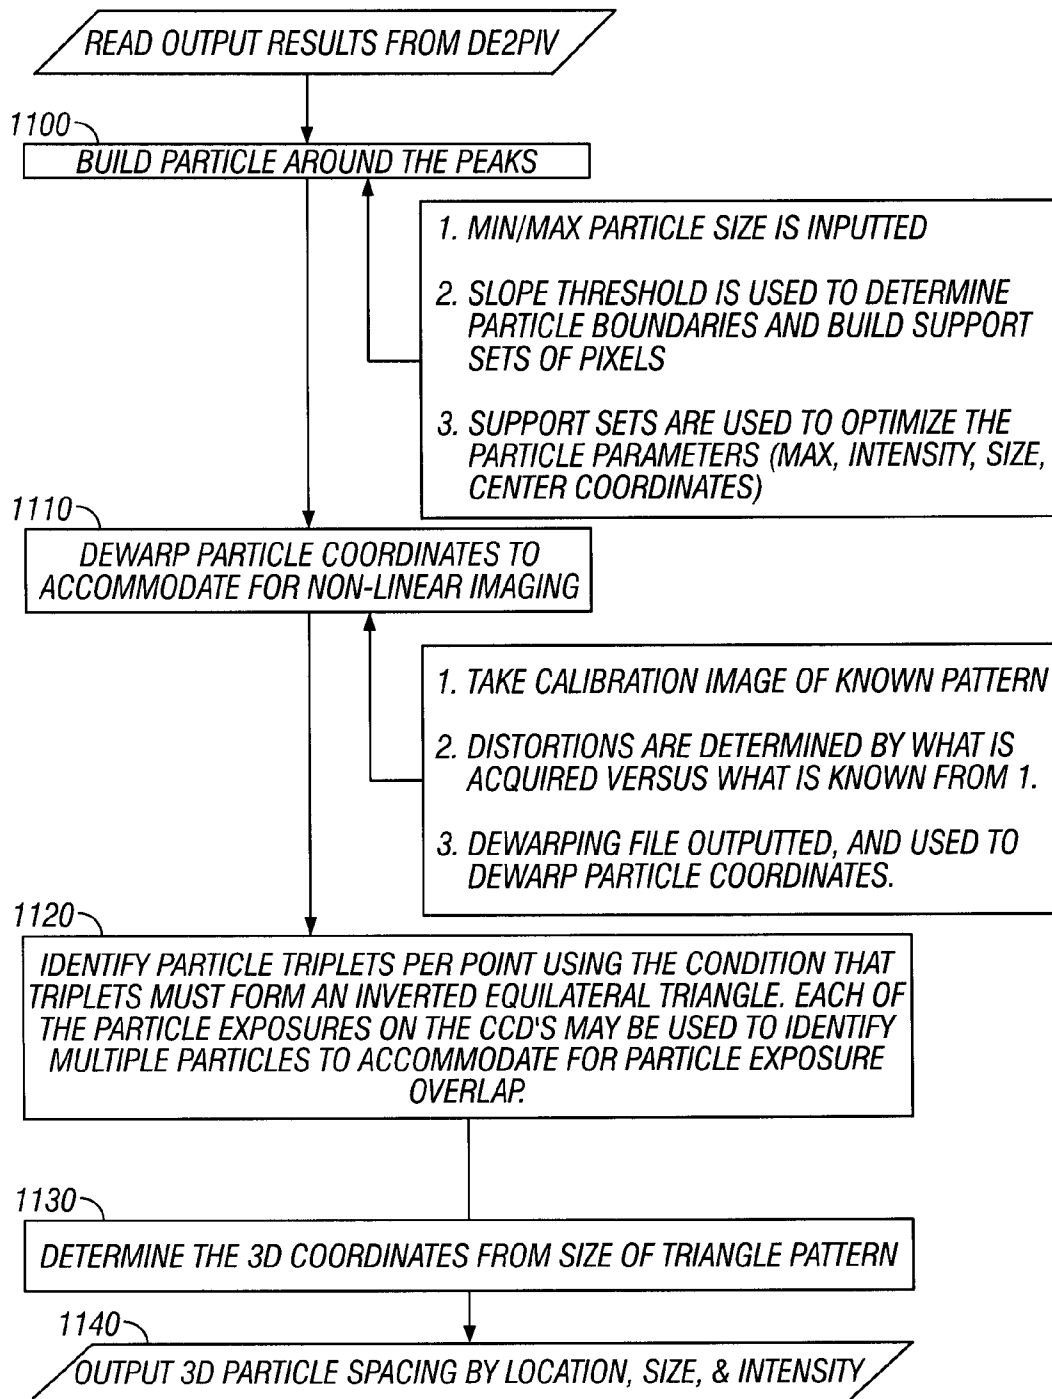 READ OUTPUT RESULTS FROM DE2PIV
1100
BUILD PARTICLE AROUND THE PEAKS
1. MIN/MAX PARTICLE SIZE IS INPUTTED
2. SLOPE THRESHOLD IS USED TO DETERMINE
PARTICLE BOUNDARIES AND BUILD SUPPORT
SETS OF PIXELS
3. SUPPORT SETS ARE USED TO OPTIMIZE THE
PARTICLE PARAMETERS (MAX, INTENSITY, SIZE,
CENTER COORDINATES)
1110
DEWARP PARTICLE COORDINATES TO
ACCOMMODATE FOR NON-LINEAR IMAGING
1. TAKE CALIBRATION IMAGE OF KNOWN PATTERN
2. DISTORTIONS ARE DETERMINED BY WHAT IS
ACQUIRED VERSUS WHAT IS KNOWN FROM 1.
3. DEWARPING FILE OUTPUTTED, AND USED TO
DEWARP PARTICLE COORDINATES.
1120
IDENTIFY PARTICLE TRIPLETS PER POINT USING THE CONDITION THAT
TRIPLETS MUST FORM AN INVERTED EQUILATERAL TRIANGLE. EACH OF
THE PARTICLE EXPOSURES ON THE CCD'S MAY BE USED TO IDENTIFY
MULTIPLE PARTICLES TO ACCOMMODATE FOR PARTICLE EXPOSURE
OVERLAP.
1130
DETERMINE THE 3D COORDINATES FROM SIZE OF TRIANGLE PATTERN
1140
OUTPUT 3D PARTICLE SPACING BY LOCATION, SIZE, & INTENSITY